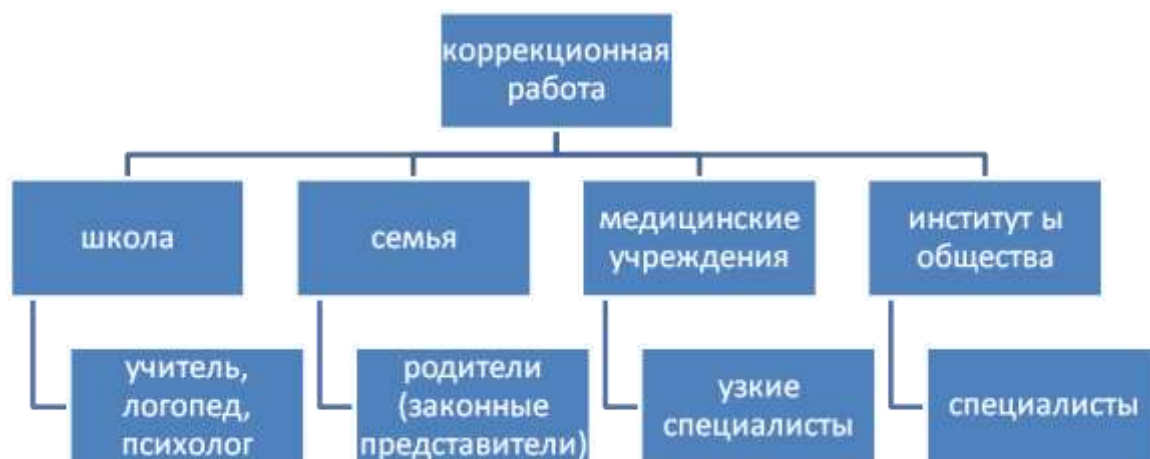 коррекционная
работа
школа
семья
медицинские
учреждения
институт ы
общества
учитель,
логопед,
психолог
родители
(законные
представители)
узкие
специалисты
специалисты